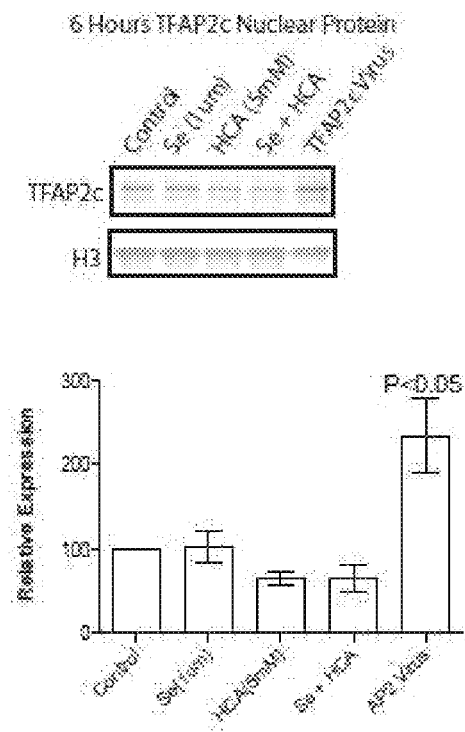 6 Hours TFAP2c Nuclear Protein
Control
Se (1um)
HCA (5mM)
Se + HCA
TFAP2c Virus
TFAP2c
H3
P<0.05
300
200
100
0
Relative Expression
Control
Se(1um)
HCA(5mM)
Se + HCA
AP2 Virus